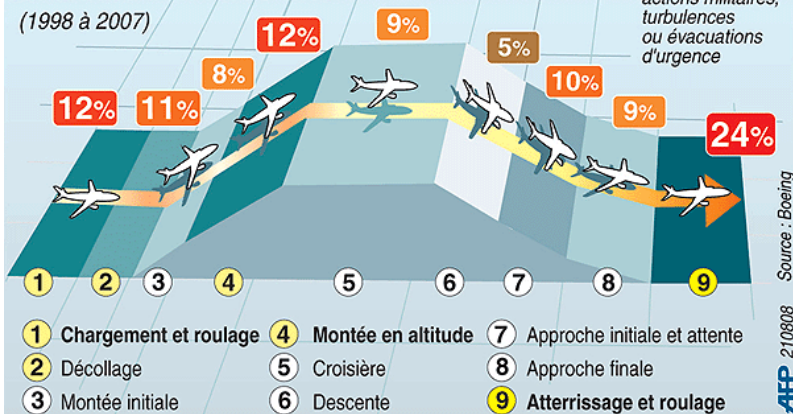 (1998 à 2007)
actions militaires,
turbulences
ou évacuations
d'urgence
12%
11%
8%
12%
9%
5%
10%
9%
24%
1
2
3
4
5
6
7
8
9
1 Chargement et roulage
2 Décollage
3 Montée initiale
4 Montée en altitude
5 Croisière
6 Descente
7 Approche initiale et attente
8 Approche finale
9 Atterrissage et roulage
Source : Boeing
AFP 210808